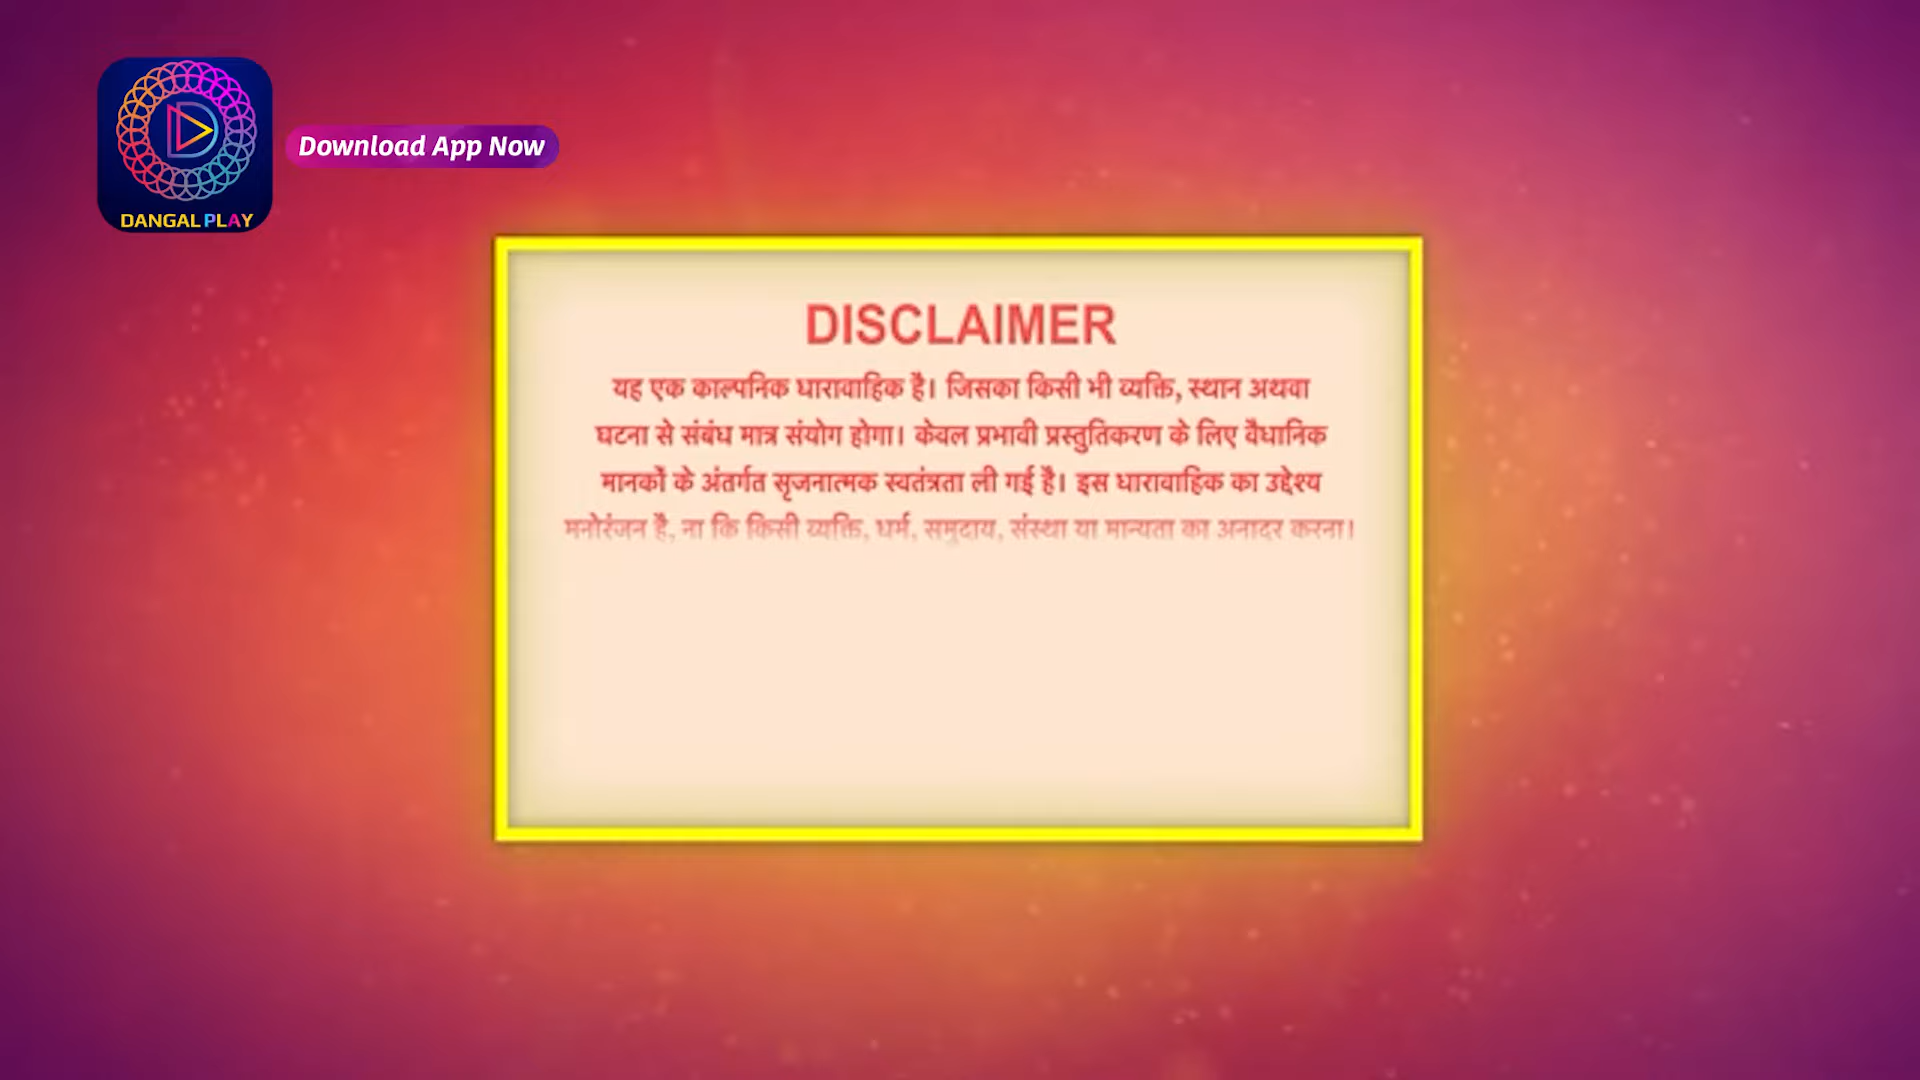 DANGAL PLAY
Download App Now
DISCLAIMER
यह एक काल्पनिक धारावाहिक है। जिसका किसी भी व्यक्ति, स्थान अथवा
घटना से संबंध मात्र संयोग होगा। केवल प्रभावी प्रस्तुतिकरण के लिए वैधानिक
मानकों के अंतर्गत सृजनात्मक स्वतंत्रता ली गई है। इस धारावाहिक का उद्देश्य
मनोरंजन है, ना कि किसी व्यक्ति, धर्म, समुदाय, संस्था या मान्यता का अनादर करना।